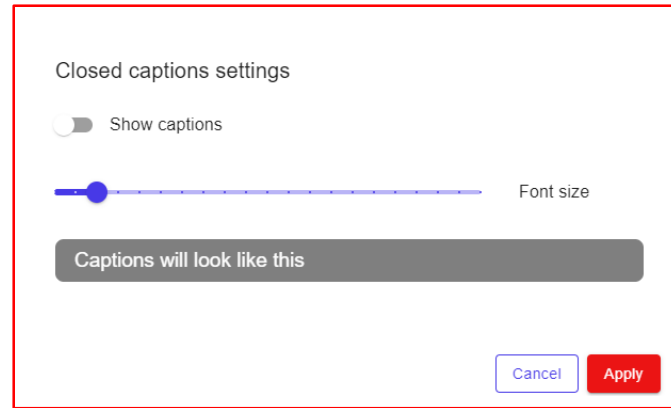 Closed captions settings
Show captions
Font size
Captions will look like this
Cancel Apply